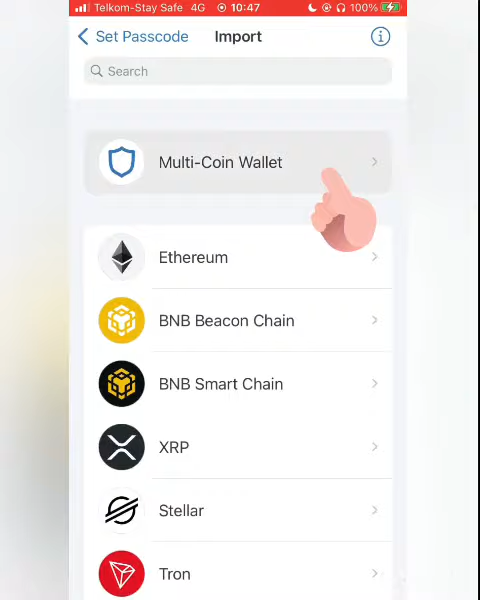 Telkom-Stay Safe 4G 10:47 100%
Set Passcode Import
Search
Multi-Coin Wallet
Ethereum
BNB Beacon Chain
BNB Smart Chain
XRP
Stellar
Tron